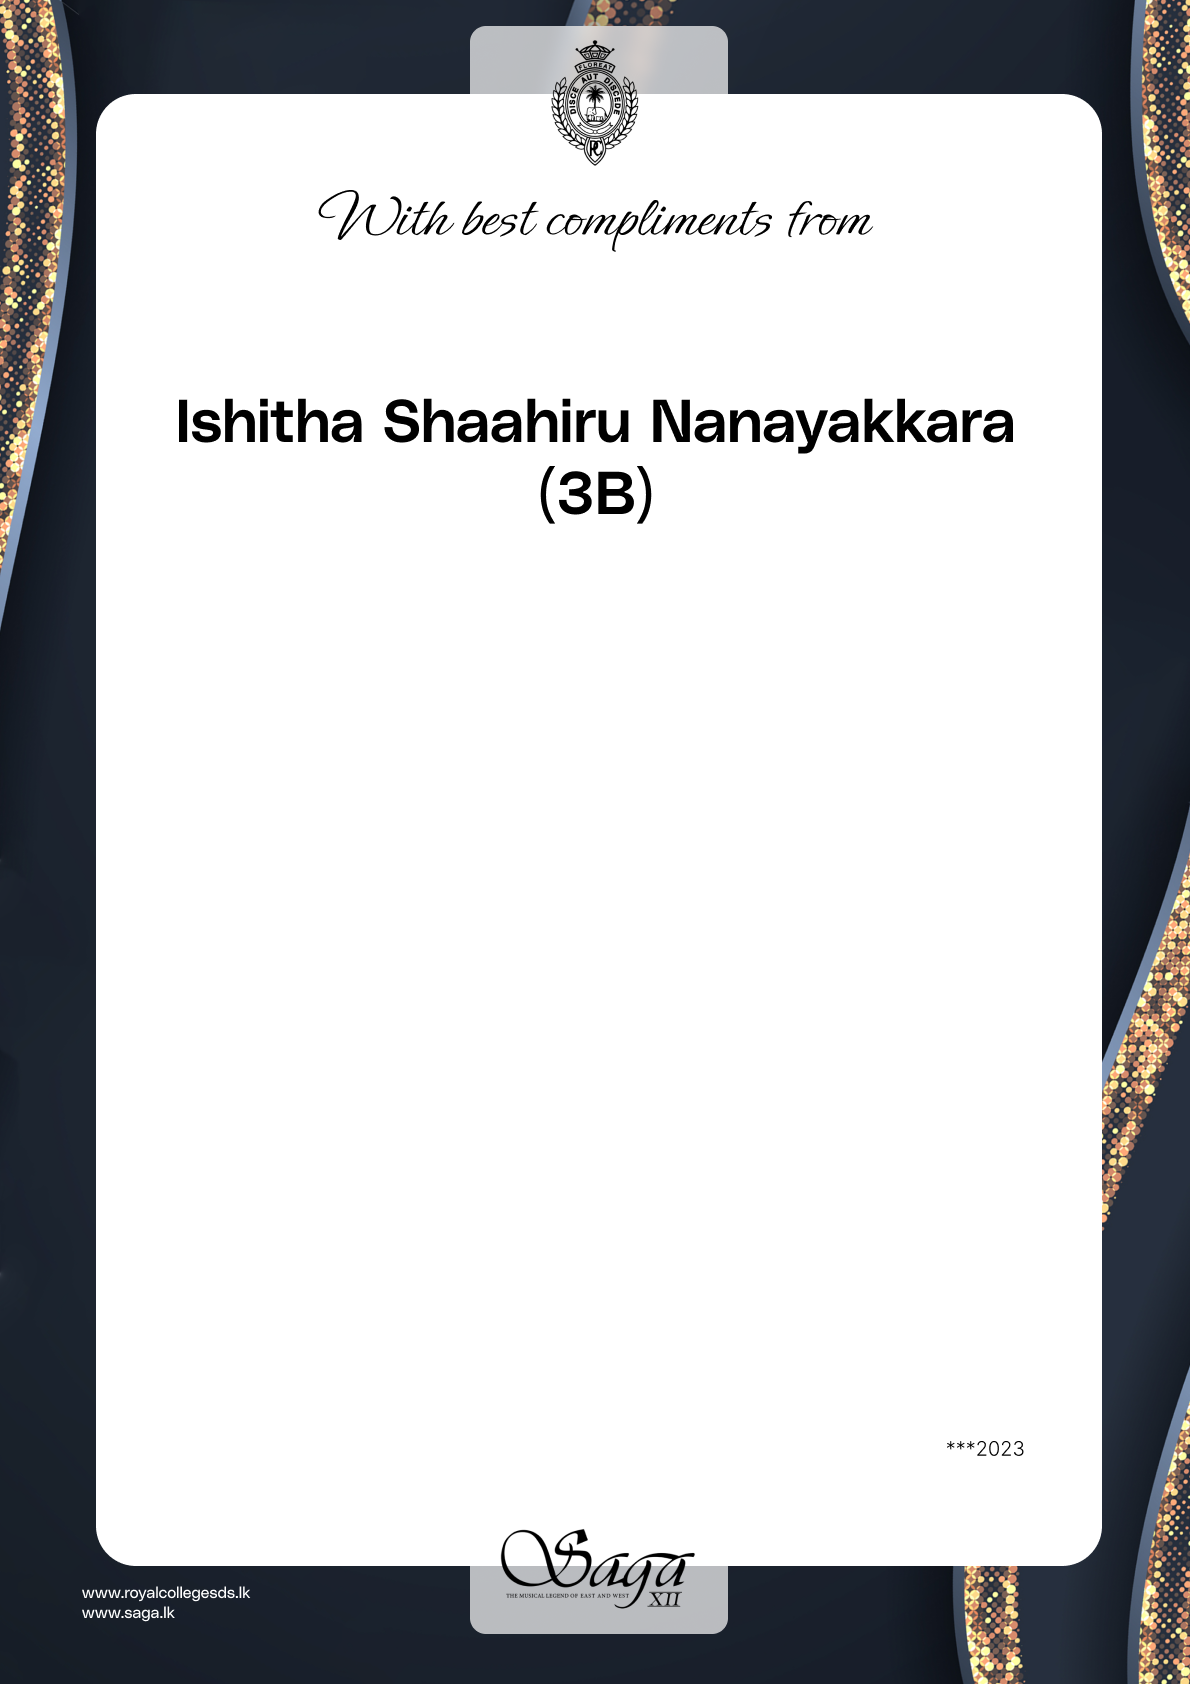 FLOREAT
DISCE AUT DISCEDE
RC
With best compliments from
Ishitha Shaahiru Nanayakkara
(3B)
***2023
Saga
THE MUSICAL LEGEND OF EAST AND WEST
XII
www.royalcollegesds.lk
www.saga.lk